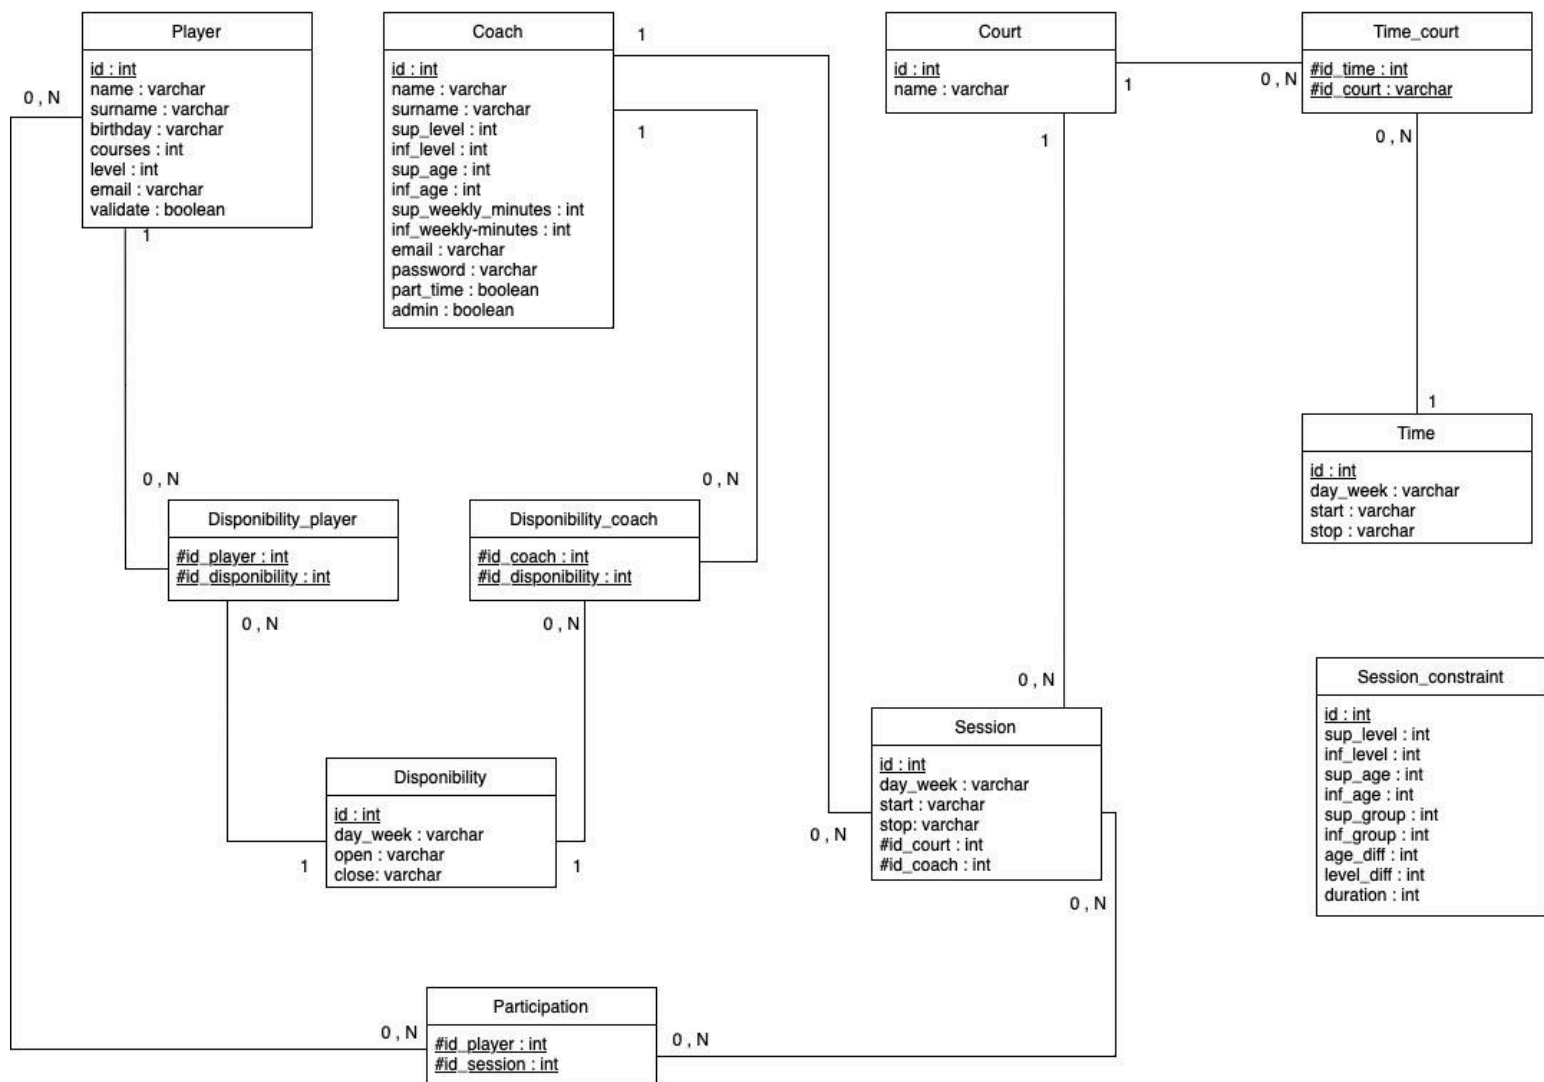 Player
id : int
name : varchar
surname : varchar
birthday : varchar
courses : int
level : int
email : varchar
validate : boolean
0 , N
1
Coach
id : int
name : varchar
surname : varchar
sup_level : int
inf_level : int
sup_age : int
inf_age : int
sup_weekly_minutes : int
inf_weekly-minutes : int
email : varchar
password : varchar
part_time : boolean
admin : boolean
1
1
Court
id : int
name : varchar
1
1
Time_court
#id_time : int
#id_court : varchar
0 , N
0 , N
1
Time
id : int
day_week : varchar
start : varchar
stop : varchar
0 , N
Disponibility_player
#id_player : int
#id_disponibility : int
0 , N
0 , N
Disponibility_coach
#id_coach : int
#id_disponibility : int
0 , N
Disponibility
id : int
day_week : varchar
open : varchar
close: varchar
1
1
0 , N
Session
id : int
day_week : varchar
start : varchar
stop: varchar
#id_court : int
#id_coach : int
0 , N
0 , N
Session_constraint
id : int
sup_level : int
inf_level : int
sup_age : int
inf_age : int
sup_group : int
inf_group : int
age_diff : int
level_diff : int
duration : int
Participation
#id_player : int
#id_session : int
0 , N
0 , N